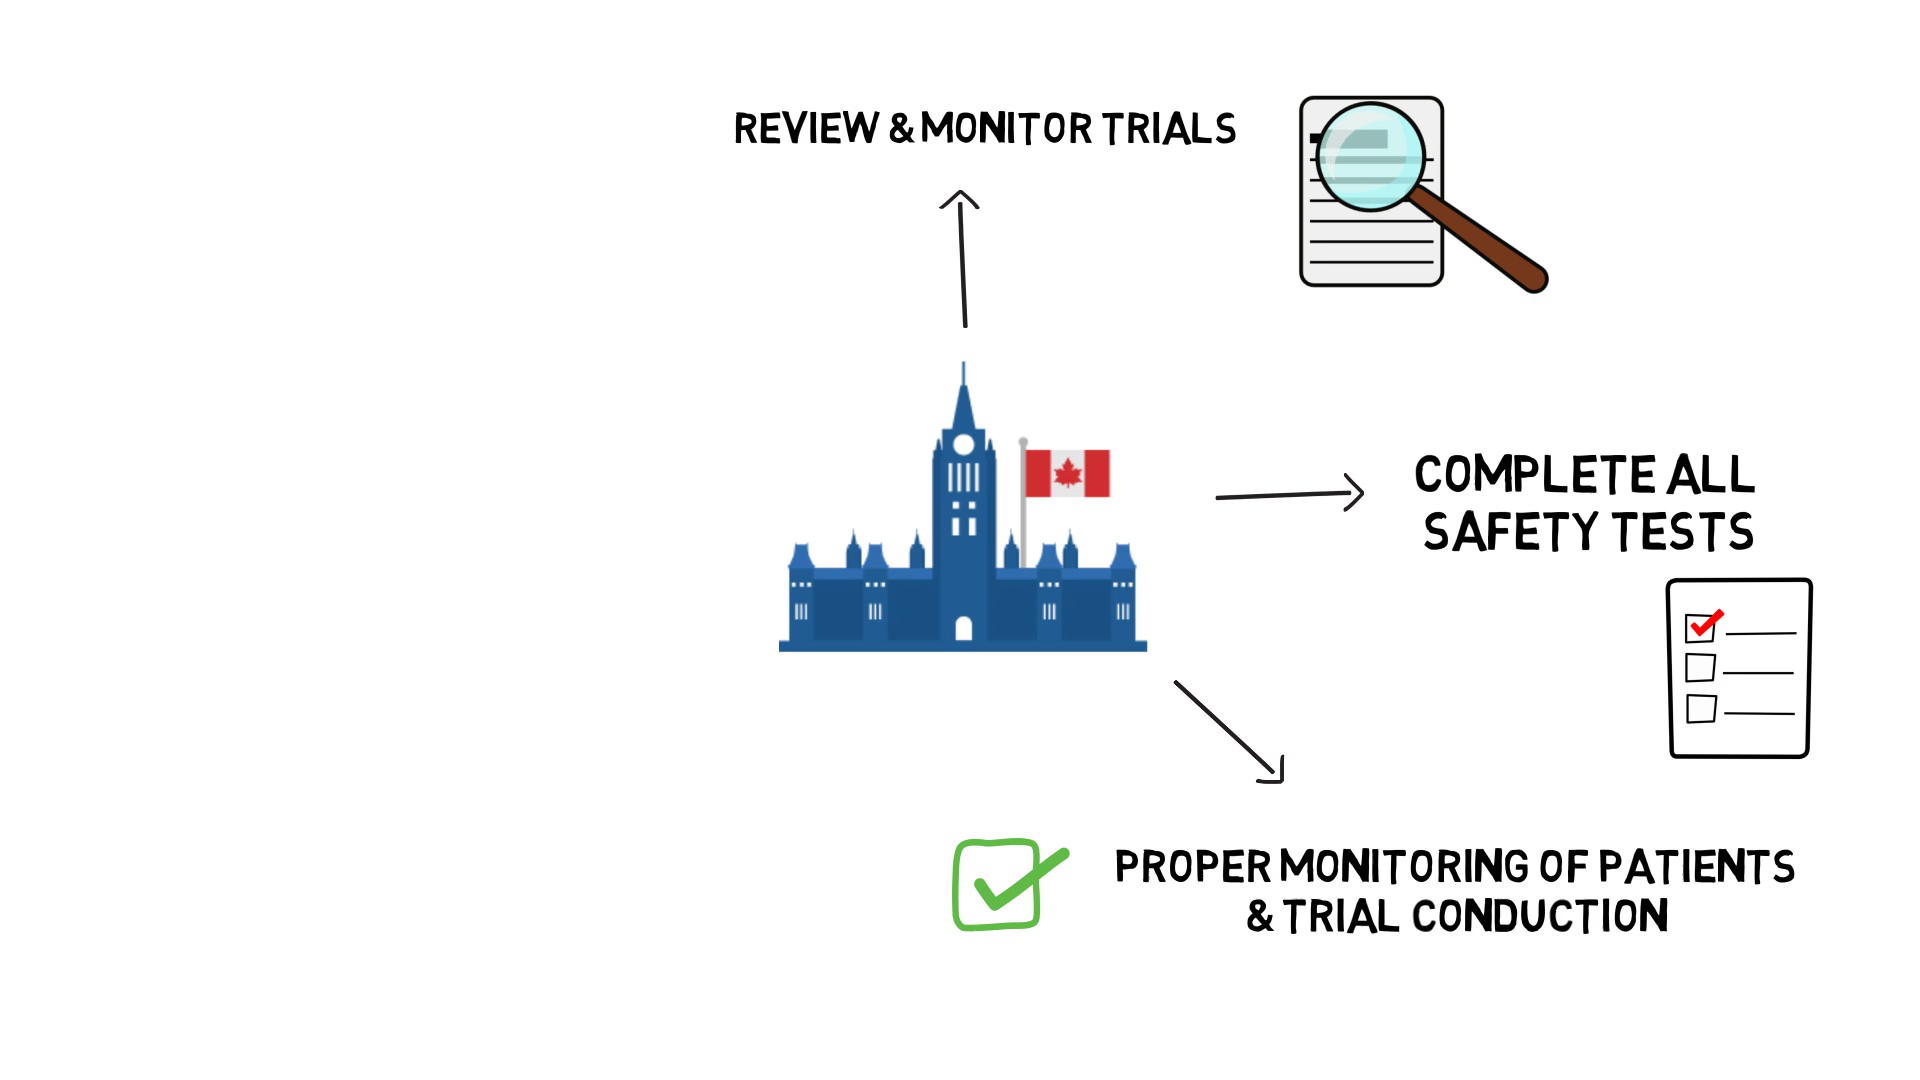 REVIEW & MONITOR TRIALS
COMPLETE ALL
SAFETY TESTS
PROPER MONITORING OF PATIENTS
& TRIAL CONDUCTION